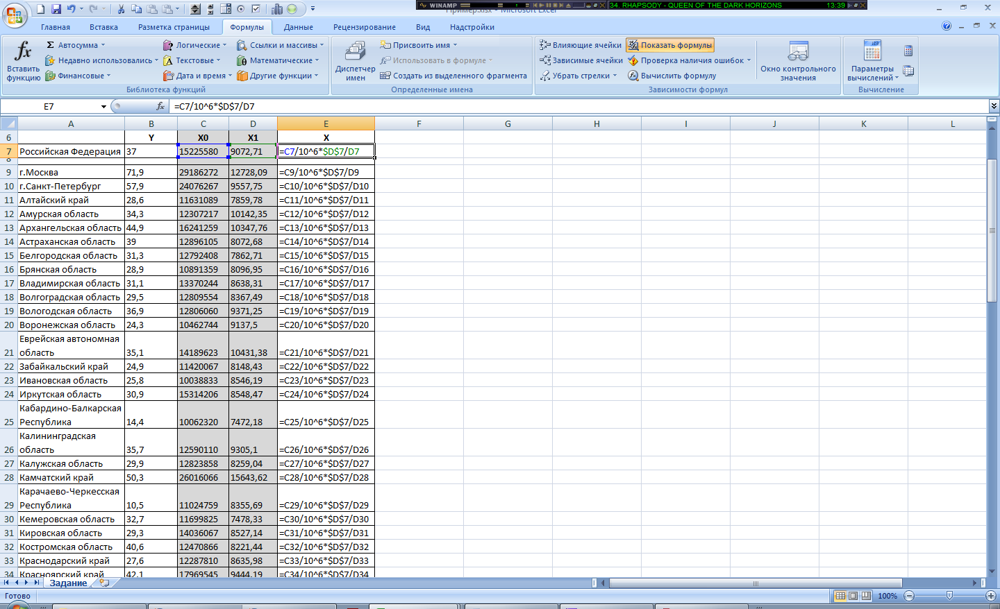 WINAMP 34. RHAPSODY - QUEEN OF THE DARK HORIZONS 13:39
Пример.xlsx - Microsoft Excel
Главная Вставка Разметка страницы Формулы Данные Рецензирование Вид Надстройки
fx Вставить функцию
Σ Автосумма
Недавно использовались
Финансовые
Логические
Текстовые
Дата и время
Ссылки и массивы
Математические
Другие функции
Библиотека функций
Диспетчер имен
Присвоить имя
Использовать в формуле
Создать из выделенного фрагмента
Определенные имена
Влияющие ячейки
Зависимые ячейки
Убрать стрелки
Показать формулы
Проверка наличия ошибок
Вычислить формулу
Зависимости формул
Окно контрольного значения
Параметры вычислений
Вычисление
E7 fx =C7/10^6*$D$7/D7
A B C D E F G H I J K L
6 Y X0 X1 X
7 Российская Федерация 37 15225580 9072,71 =C7/10^6*$D$7/D7
8
9 г.Москва 71,9 29186272 12728,09 =C9/10^6*$D$7/D9
10 г.Санкт-Петербург 57,9 24076267 9557,75 =C10/10^6*$D$7/D10
11 Алтайский край 28,6 11631089 7859,78 =C11/10^6*$D$7/D11
12 Амурская область 34,3 12307217 10142,35 =C12/10^6*$D$7/D12
13 Архангельская область 44,9 16241259 10347,76 =C13/10^6*$D$7/D13
14 Астраханская область 39 12896105 8072,68 =C14/10^6*$D$7/D14
15 Белгородская область 31,3 12792408 7862,71 =C15/10^6*$D$7/D15
16 Брянская область 28,9 10891359 8096,95 =C16/10^6*$D$7/D16
17 Владимирская область 31,1 13370244 8638,31 =C17/10^6*$D$7/D17
18 Волгоградская область 29,5 12809554 8367,49 =C18/10^6*$D$7/D18
19 Вологодская область 36,9 12806060 9371,25 =C19/10^6*$D$7/D19
20 Воронежская область 24,3 10462744 9137,5 =C20/10^6*$D$7/D20
Еврейская автономная
21 область 35,1 14189623 10431,38 =C21/10^6*$D$7/D21
22 Забайкальский край 24,9 11420067 8148,43 =C22/10^6*$D$7/D22
23 Ивановская область 25,8 10038833 8546,19 =C23/10^6*$D$7/D23
24 Иркутская область 30,9 15314206 8548,47 =C24/10^6*$D$7/D24
Кабардино-Балкарская
25 Республика 14,4 10062320 7472,18 =C25/10^6*$D$7/D25
Калининградская
26 область 35,7 12590110 9305,1 =C26/10^6*$D$7/D26
27 Калужская область 29,9 12823858 8259,04 =C27/10^6*$D$7/D27
28 Камчатский край 50,3 26016066 15643,62 =C28/10^6*$D$7/D28
Карачаево-Черкесская
29 Республика 10,5 11024759 8355,69 =C29/10^6*$D$7/D29
30 Кемеровская область 32,7 11699825 7478,33 =C30/10^6*$D$7/D30
31 Кировская область 29,3 14036067 8527,14 =C31/10^6*$D$7/D31
32 Костромская область 40,6 12470866 8221,44 =C32/10^6*$D$7/D32
33 Краснодарский край 27,6 12287810 8635,98 =C33/10^6*$D$7/D33
34 Красноярский край 42,1 17969545 9444,19 =C34/10^6*$D$7/D34
Задание
Готово 100%